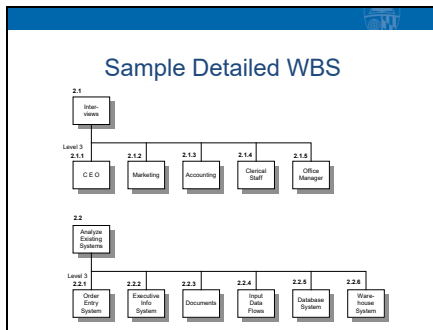 Sample Detailed WBS
2.1
Inter-
views
Level 3
2.1.1
2.1.2
2.1.3
2.1.4
2.1.5
C E O
Marketing
Accounting
Clerical
Staff
Office
Manager
2.2
Analyze
Existing
Systems
Level 3
2.2.1
2.2.2
2.2.3
2.2.4
2.2.5
2.2.6
Order
Entry
System
Executive
Info
System
Documents
Input
Data
Flows
Database
System
Ware-
house
System